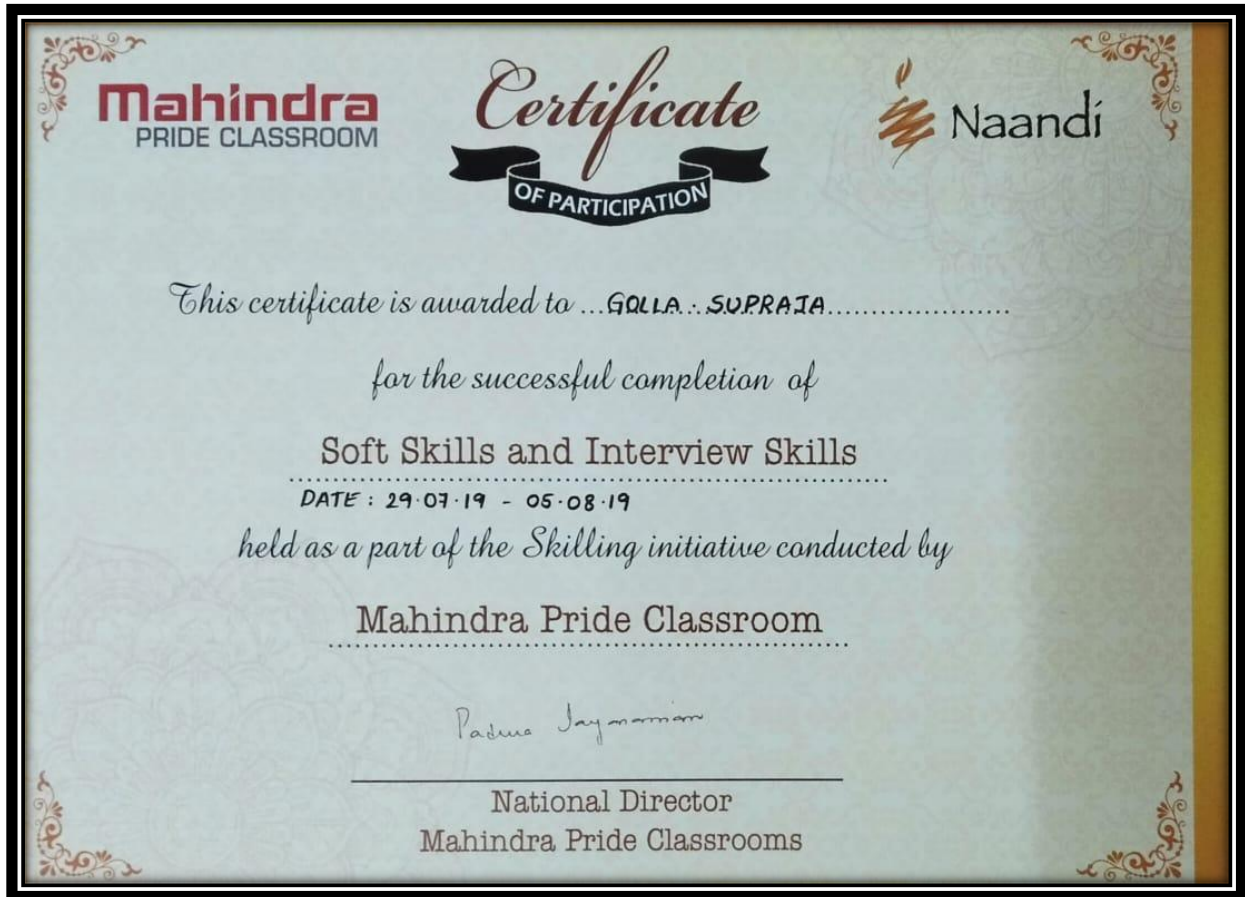 Mahindra
PRIDE CLASSROOM
Certificate
OF PARTICIPATION
Naandi
This certificate is awarded to ...GOLLA . SUPRAJA.....................
for the successful completion of
Soft Skills and Interview Skills
DATE : 29.07.19 - 05.08.19
held as a part of the Skilling initiative conducted by
Mahindra Pride Classroom
Padma
National Director
Mahindra Pride Classrooms